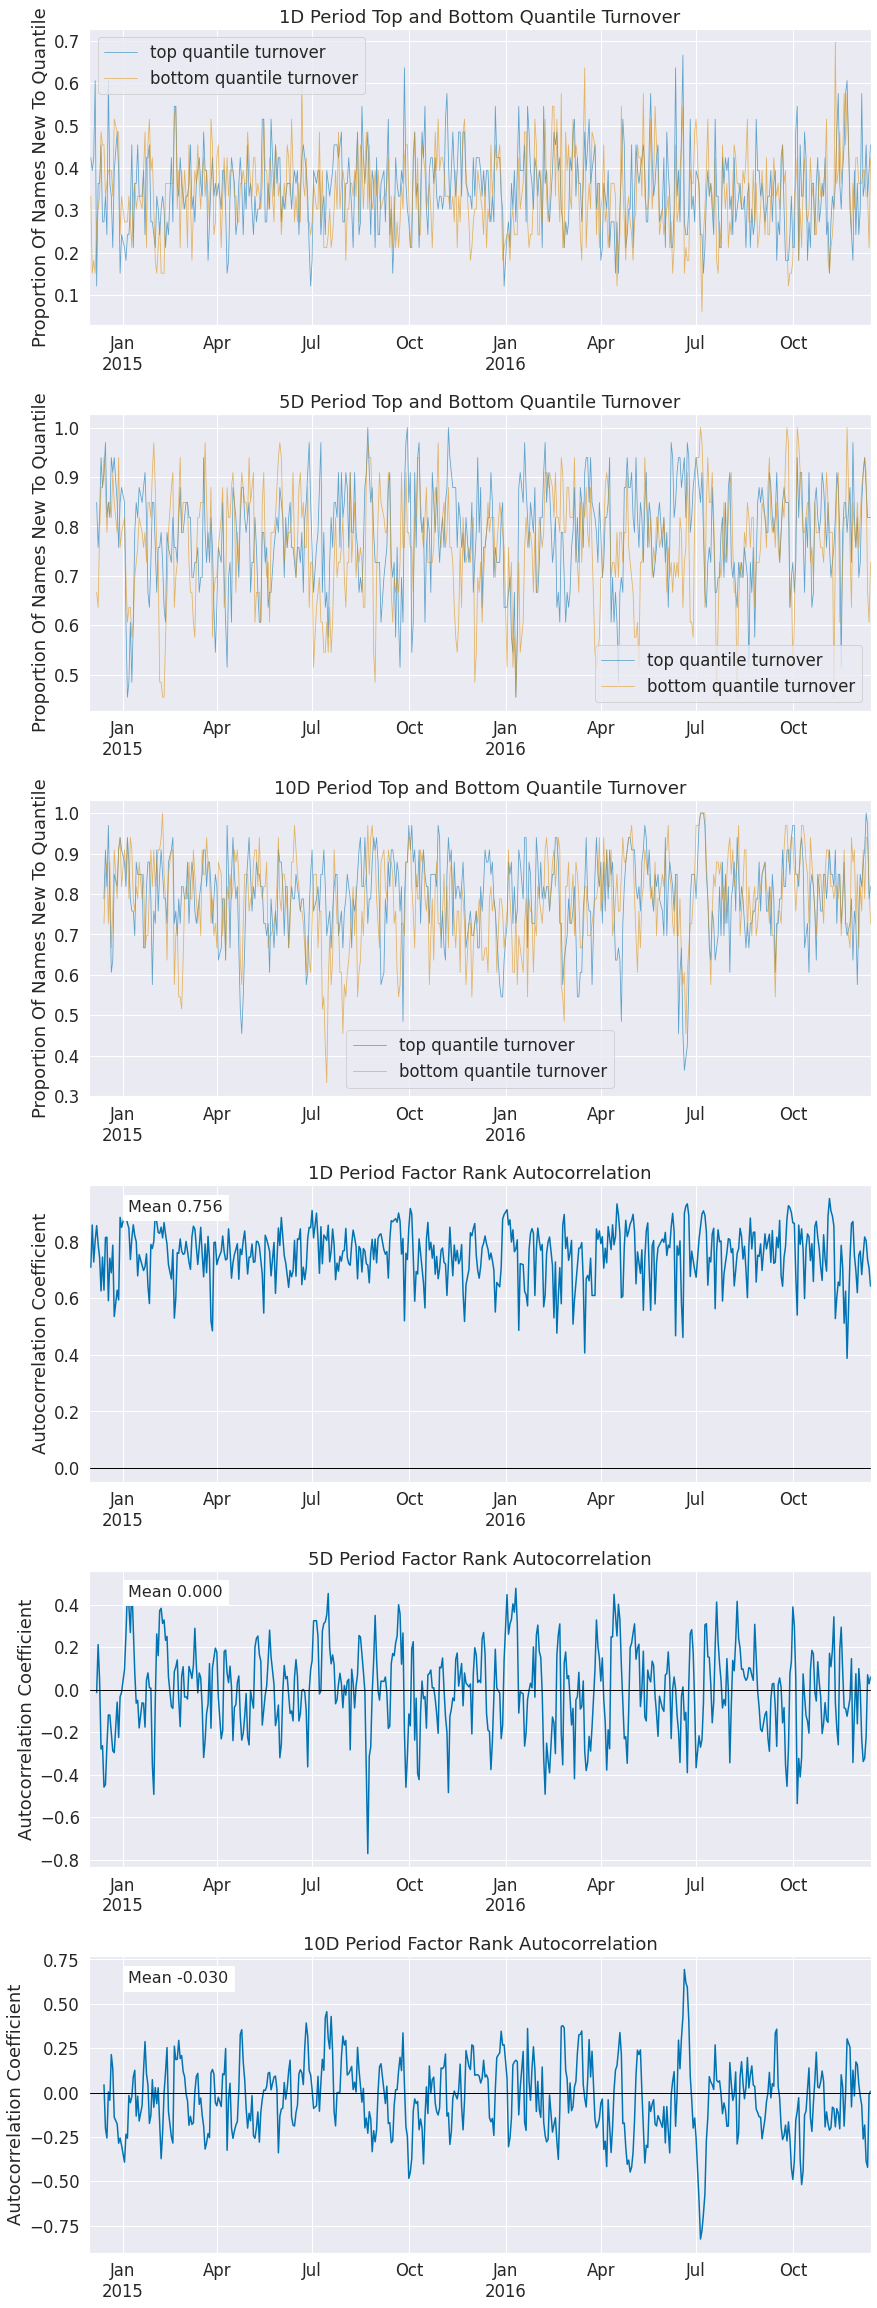 1D Period Top and Bottom Quantile Turnover
Proportion Of Names New To Quantile
0.7
0.6
0.5
0.4
0.3
0.2
0.1
top quantile turnover
bottom quantile turnover
Jan Apr Jul Oct Jan Apr Jul Oct
2015 2016
5D Period Top and Bottom Quantile Turnover
Proportion Of Names New To Quantile
1.0
0.9
0.8
0.7
0.6
0.5
top quantile turnover
bottom quantile turnover
Jan Apr Jul Oct Jan Apr Jul Oct
2015 2016
10D Period Top and Bottom Quantile Turnover
Proportion Of Names New To Quantile
1.0
0.9
0.8
0.7
0.6
0.5
0.4
0.3
top quantile turnover
bottom quantile turnover
Jan Apr Jul Oct Jan Apr Jul Oct
2015 2016
1D Period Factor Rank Autocorrelation
Autocorrelation Coefficient
Mean 0.756
0.8
0.6
0.4
0.2
0.0
Jan Apr Jul Oct Jan Apr Jul Oct
2015 2016
5D Period Factor Rank Autocorrelation
Autocorrelation Coefficient
Mean 0.000
0.4
0.2
0.0
−0.2
−0.4
−0.6
−0.8
Jan Apr Jul Oct Jan Apr Jul Oct
2015 2016
10D Period Factor Rank Autocorrelation
Autocorrelation Coefficient
0.75
Mean -0.030
0.50
0.25
0.00
−0.25
−0.50
−0.75
Jan Apr Jul Oct Jan Apr Jul Oct
2015 2016